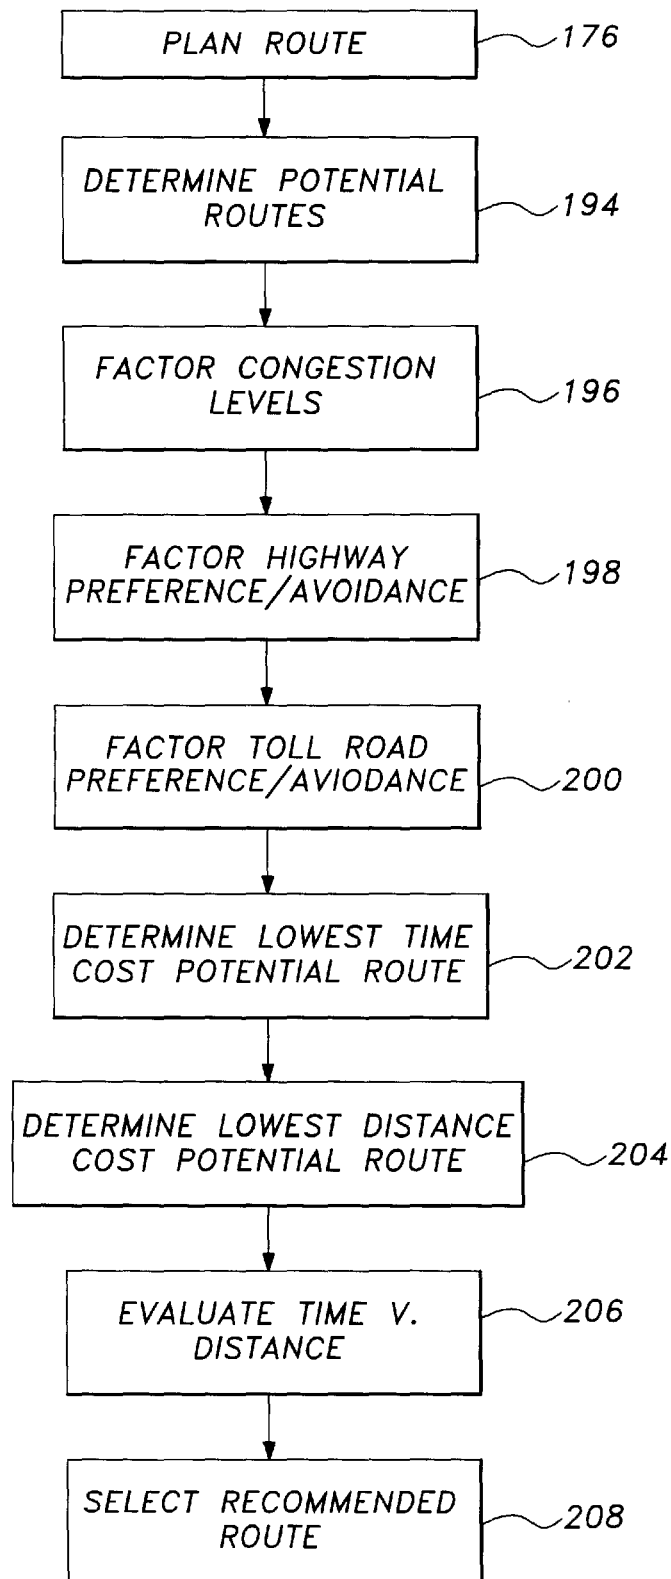 PLAN ROUTE
176
DETERMINE POTENTIAL
ROUTES
194
FACTOR CONGESTION
LEVELS
196
FACTOR HIGHWAY
PREFERENCE/AVOIDANCE
198
FACTOR TOLL ROAD
PREFERENCE/AVIODANCE
200
DETERMINE LOWEST TIME
COST POTENTIAL ROUTE
202
DETERMINE LOWEST DISTANCE
COST POTENTIAL ROUTE
204
EVALUATE TIME V.
DISTANCE
206
SELECT RECOMMENDED
ROUTE
208